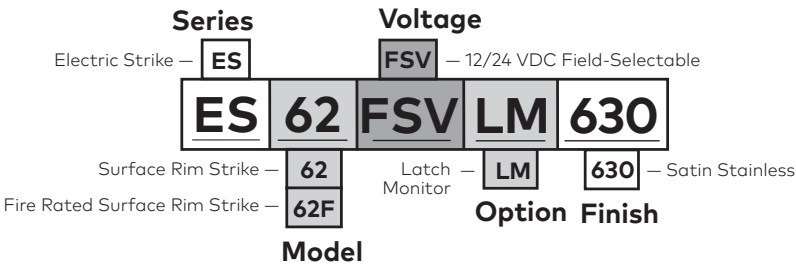 Series
Voltage
Electric Strike — ES
FSV — 12/24 VDC Field-Selectable
ES 62 FSV LM 630
Surface Rim Strike — 62
Latch Monitor — LM
630 — Satin Stainless
Fire Rated Surface Rim Strike — 62F
Option
Finish
Model